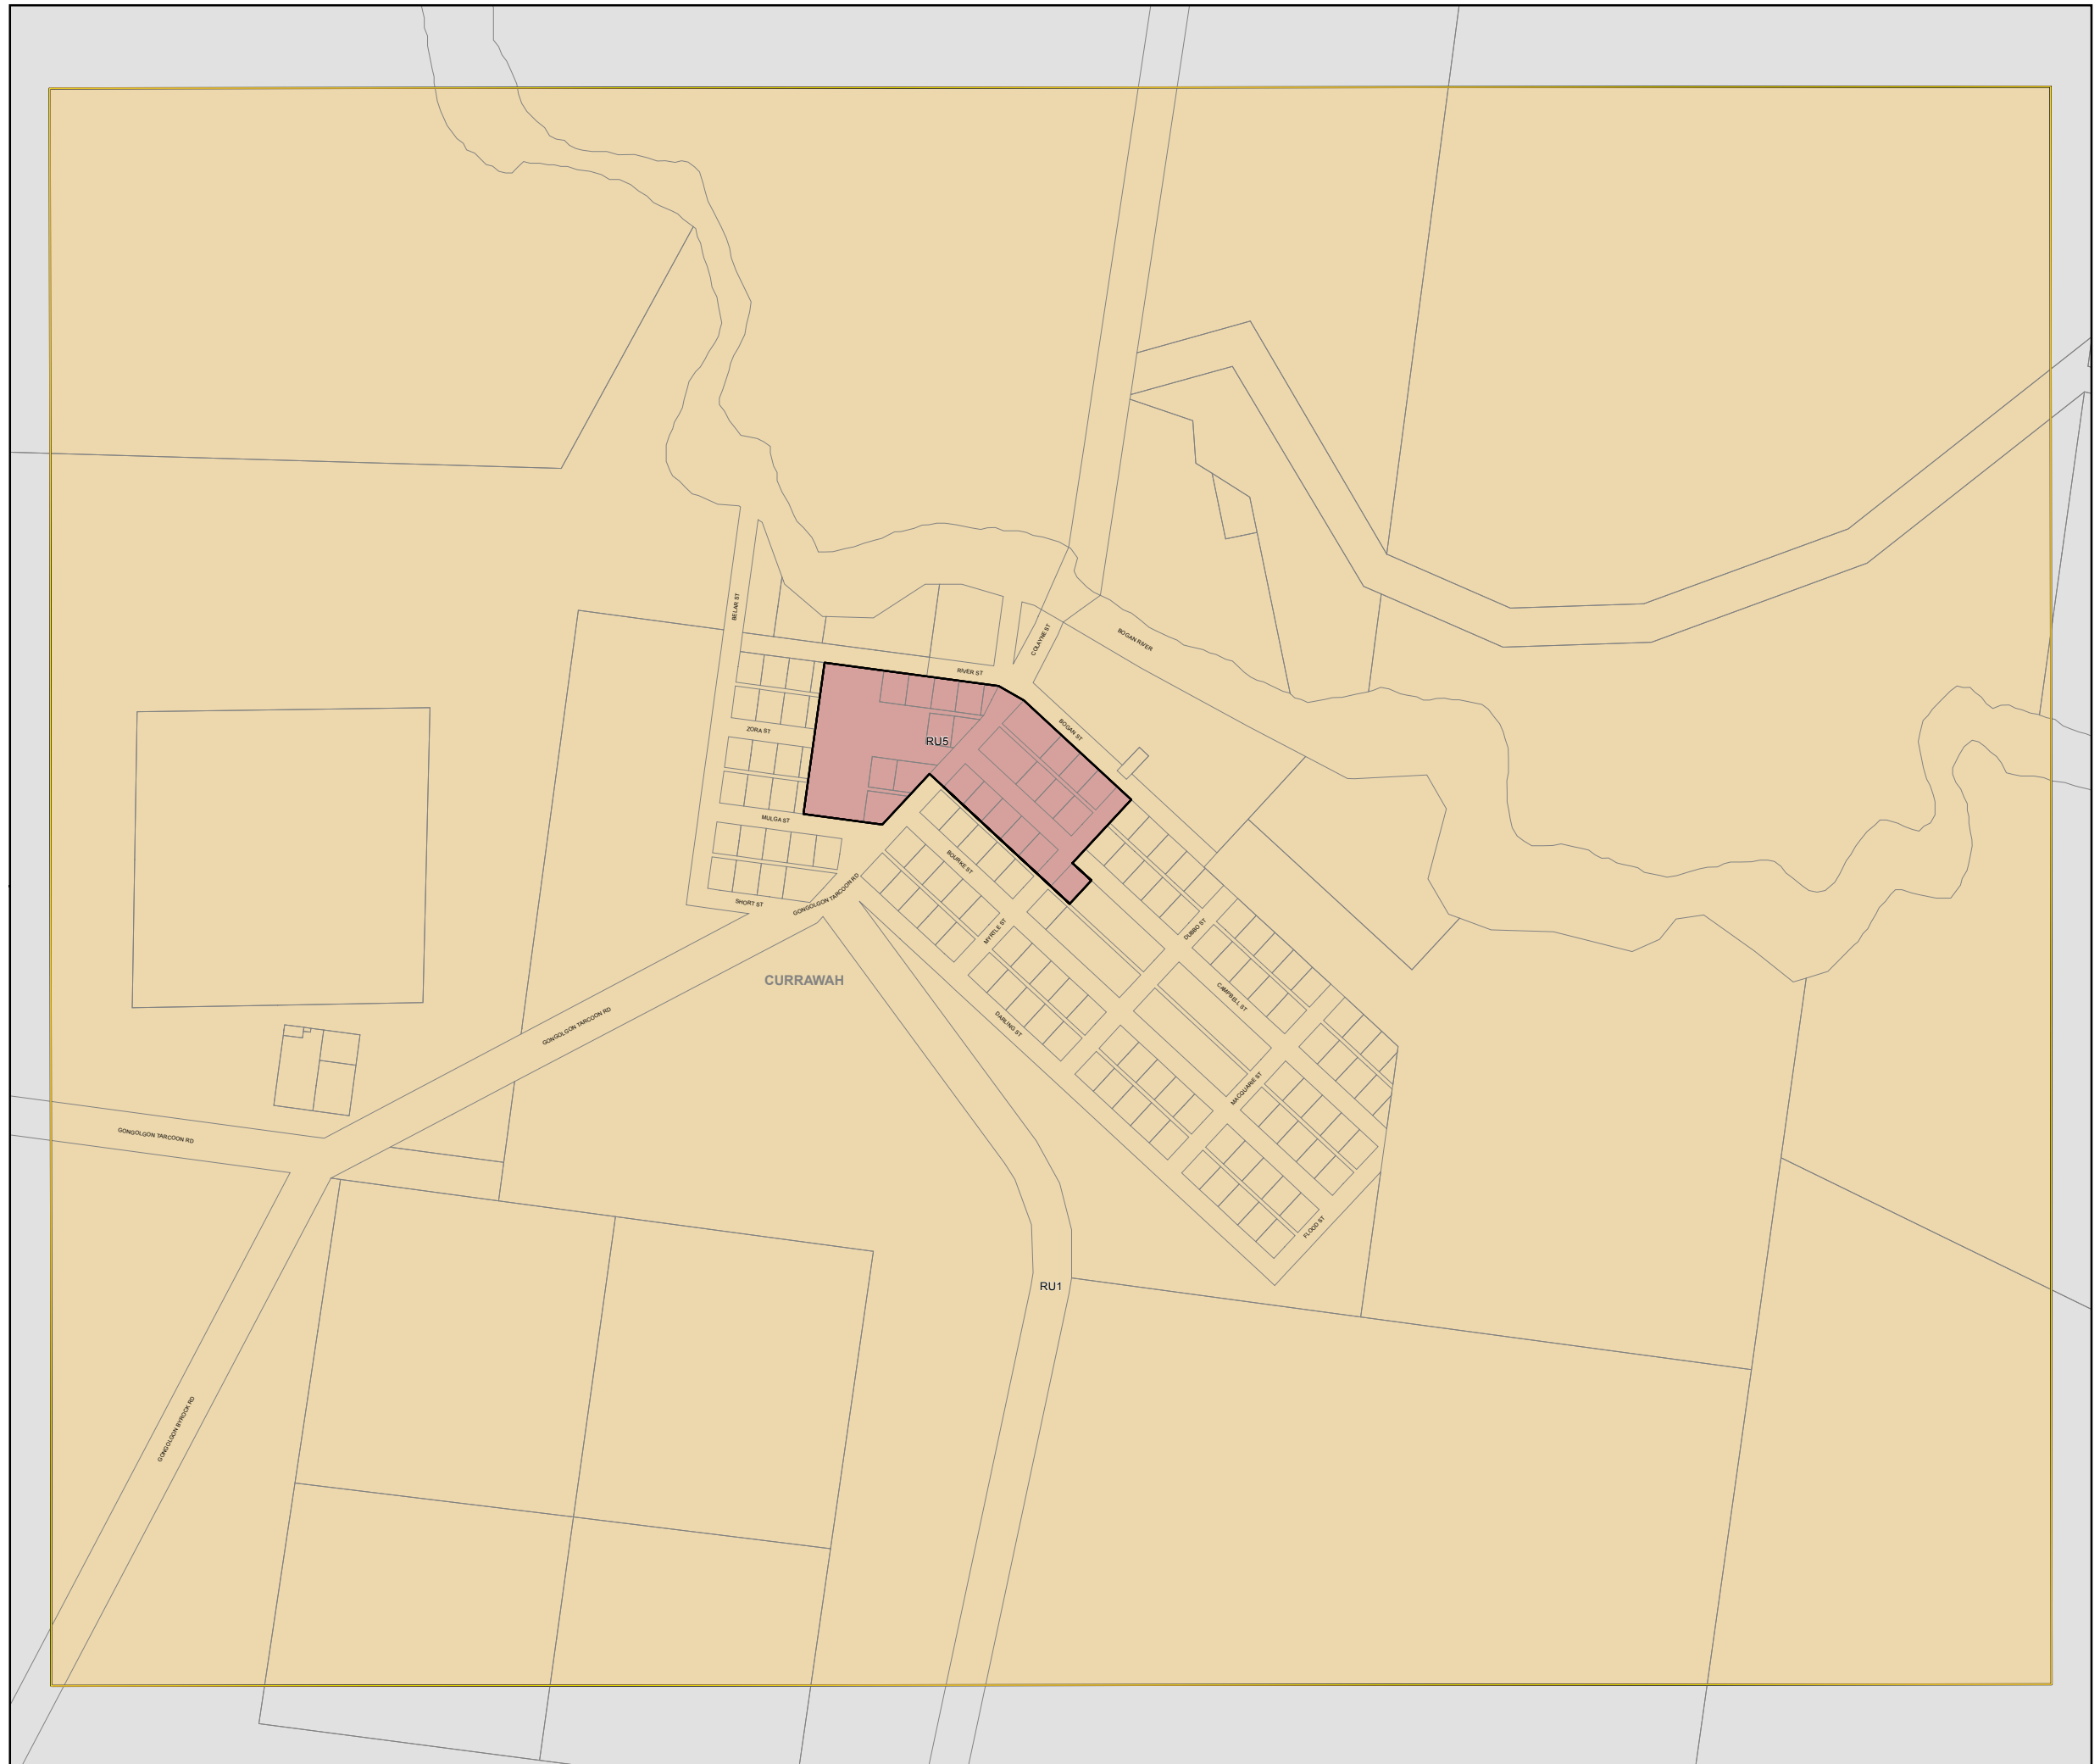 BELAR ST
COLAYNE ST
BOGAN RIVER
RIVER ST
BOGAN ST
ZORA ST
RU5
MULGA ST
BOURKE ST
GONGOLGON TARCOON RD
SHORT ST
MYRTLE ST
DUBBO ST
CURRAWAH
CAMPBELL ST
GONGOLGON TARCOON RD
DARLING ST
MACQUARIE ST
GONGOLGON TARCOON RD
FLOOD ST
RU1
GONGOLGON BYROCK RD